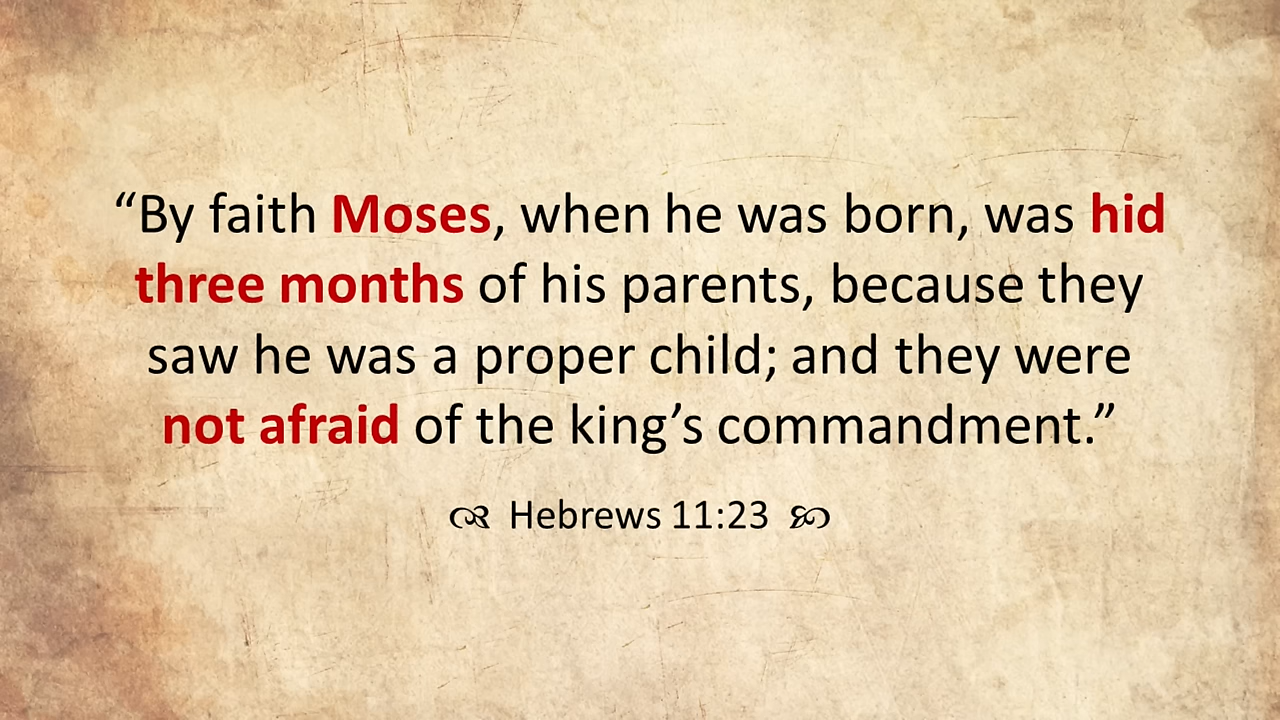 “By faith Moses, when he was born, was hid
three months of his parents, because they
saw he was a proper child; and they were
not afraid of the king’s commandment.”
Hebrews 11:23